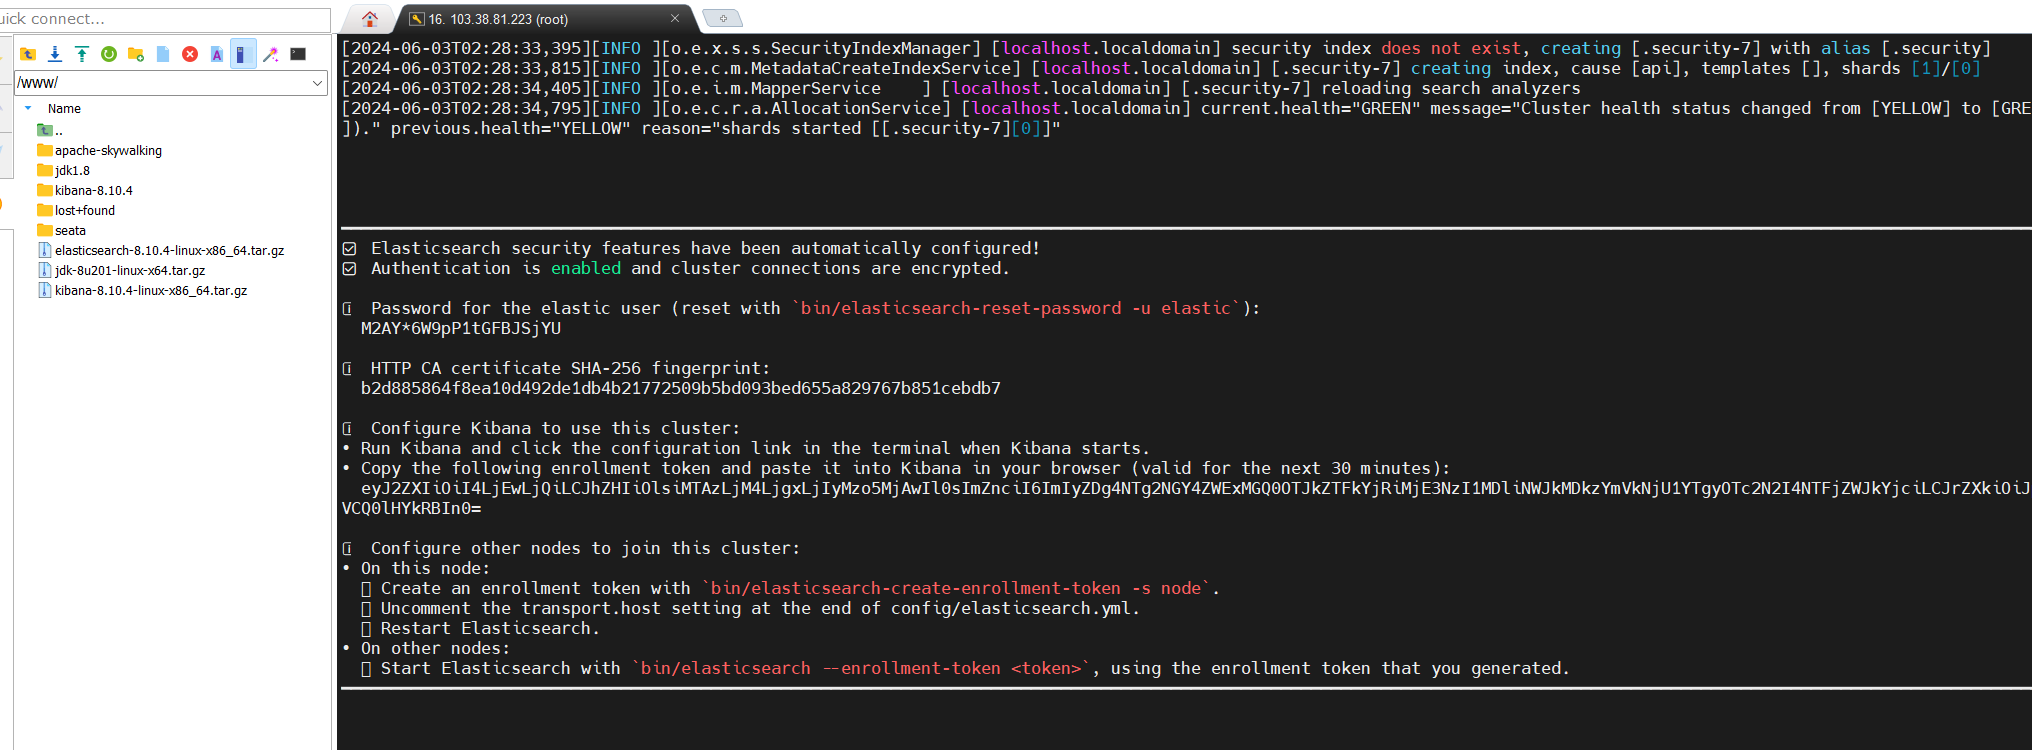 uick connect...
16. 103.38.81.223 (root)
/www/
Name
..
apache-skywalking
jdk1.8
kibana-8.10.4
lost+found
seata
elasticsearch-8.10.4-linux-x86_64.tar.gz
jdk-8u201-linux-x64.tar.gz
kibana-8.10.4-linux-x86_64.tar.gz
[2024-06-03T02:28:33,395][INFO ][o.e.x.s.s.SecurityIndexManager] [localhost.localdomain] security index does not exist, creating [.security-7] with alias [.security]
[2024-06-03T02:28:33,815][INFO ][o.e.c.m.MetadataCreateIndexService] [localhost.localdomain] [.security-7] creating index, cause [api], templates [], shards [1]/[0]
[2024-06-03T02:28:34,405][INFO ][o.e.i.m.MapperService    ] [localhost.localdomain] [.security-7] reloading search analyzers
[2024-06-03T02:28:34,795][INFO ][o.e.c.r.a.AllocationService] [localhost.localdomain] current.health="GREEN" message="Cluster health status changed from [YELLOW] to [GRE
])." previous.health="YELLOW" reason="shards started [[.security-7][0]]"
Elasticsearch security features have been automatically configured!
Authentication is enabled and cluster connections are encrypted.
Password for the elastic user (reset with `bin/elasticsearch-reset-password -u elastic`):
M2AY*6W9pP1tGFBJSjYU
HTTP CA certificate SHA-256 fingerprint:
b2d885864f8ea10d492de1db4b21772509b5bd093bed655a829767b851cebdb7
Configure Kibana to use this cluster:
• Run Kibana and click the configuration link in the terminal when Kibana starts.
• Copy the following enrollment token and paste it into Kibana in your browser (valid for the next 30 minutes):
eyJ2ZXIiOiI4LjEwLjQiLCJhZHIiOlsiMTAzLjM4LjgxLjIyMzo5MjAwIl0sImZnciI6ImIyZDg4NTg2NGY4ZWExMGQ0OTJkZTFkYjRiMjE3NzI1MDliNWJkMDkzYmVkNjU1YTgyOTc2N2I4NTFjZWJkYjciLCJrZXkiOiJ
VCQ0lHYkRBIn0=
Configure other nodes to join this cluster:
• On this node:
Create an enrollment token with `bin/elasticsearch-create-enrollment-token -s node`.
Uncomment the transport.host setting at the end of config/elasticsearch.yml.
Restart Elasticsearch.
• On other nodes:
Start Elasticsearch with `bin/elasticsearch --enrollment-token <token>`, using the enrollment token that you generated.